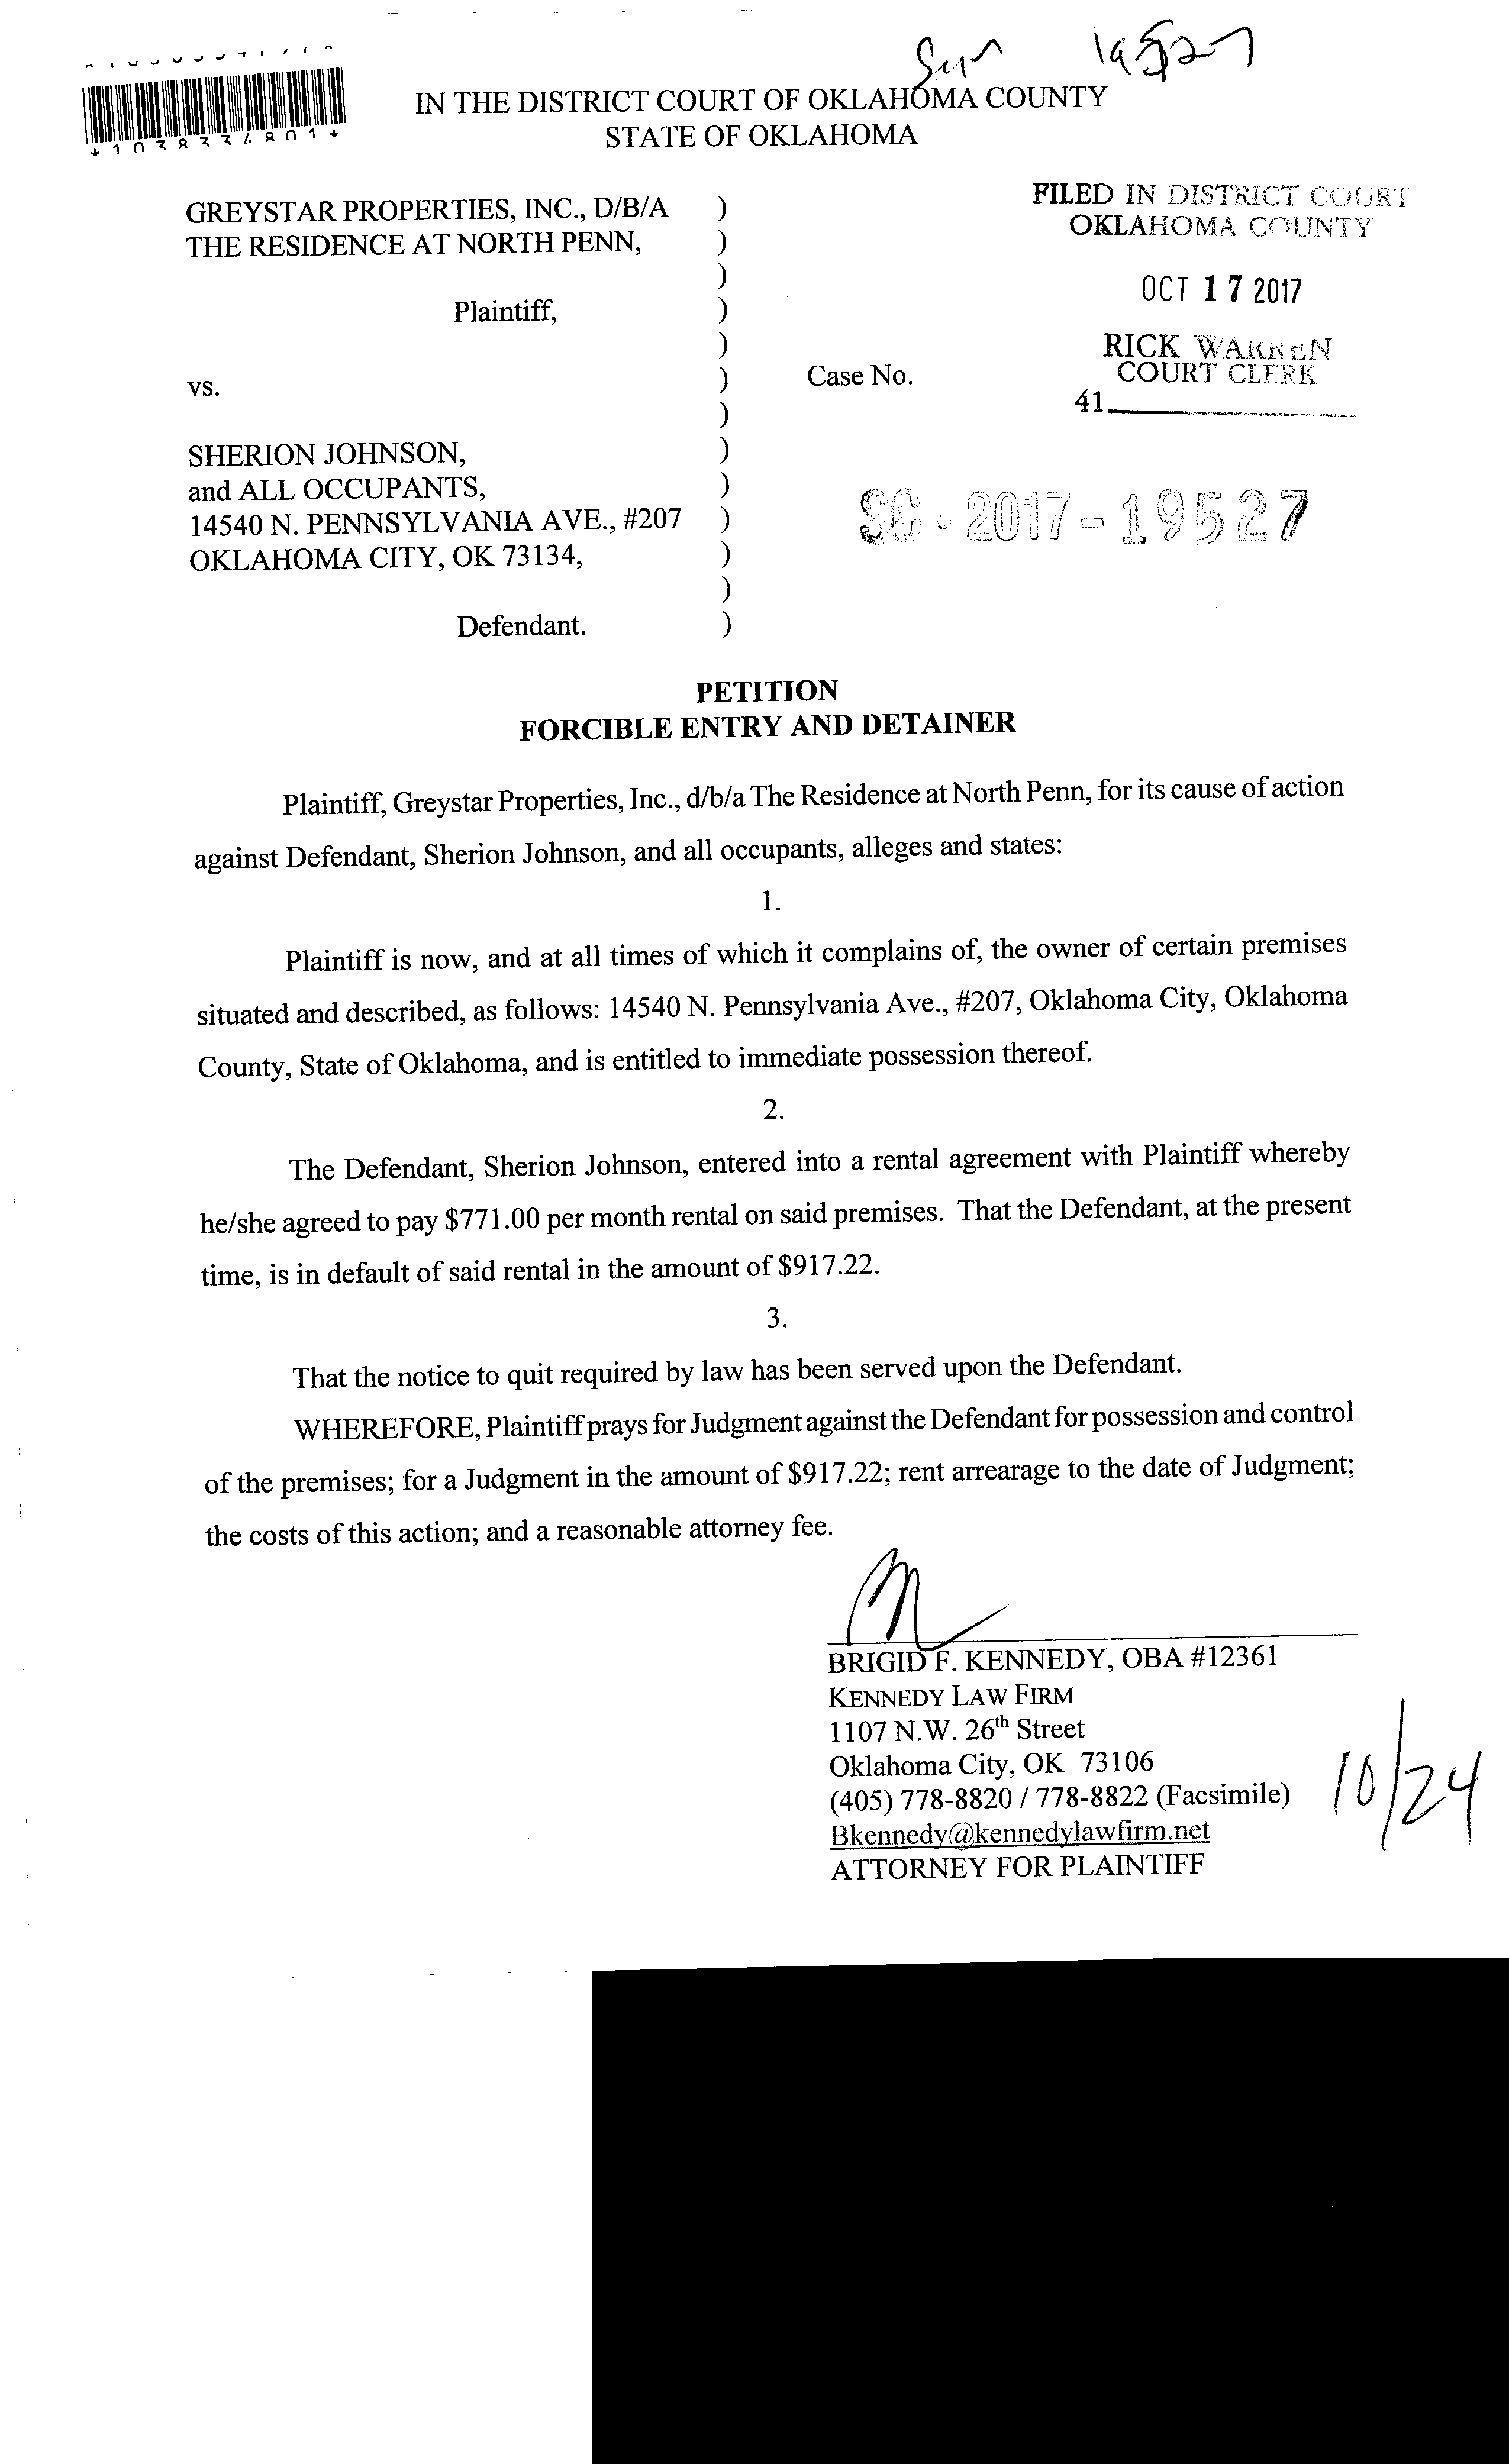 19527
*1038334801*
IN THE DISTRICT COURT OF OKLAHOMA COUNTY
STATE OF OKLAHOMA
GREYSTAR PROPERTIES, INC., D/B/A )
THE RESIDENCE AT NORTH PENN, )
)
Plaintiff, )
)
vs. )
)
SHERION JOHNSON, )
and ALL OCCUPANTS, )
14540 N. PENNSYLVANIA AVE., #207 )
OKLAHOMA CITY, OK 73134, )
)
Defendant. )
FILED IN DISTRICT COURT
OKLAHOMA COUNTY
OCT 17 2017
RICK WARREN
COURT CLERK
41
Case No.
SC-2017-19527
PETITION
FORCIBLE ENTRY AND DETAINER
Plaintiff, Greystar Properties, Inc., d/b/a The Residence at North Penn, for its cause of action
against Defendant, Sherion Johnson, and all occupants, alleges and states:
1.
Plaintiff is now, and at all times of which it complains of, the owner of certain premises
situated and described, as follows: 14540 N. Pennsylvania Ave., #207, Oklahoma City, Oklahoma
County, State of Oklahoma, and is entitled to immediate possession thereof.
2.
The Defendant, Sherion Johnson, entered into a rental agreement with Plaintiff whereby
he/she agreed to pay $771.00 per month rental on said premises. That the Defendant, at the present
time, is in default of said rental in the amount of $917.22.
3.
That the notice to quit required by law has been served upon the Defendant.
WHEREFORE, Plaintiff prays for Judgment against the Defendant for possession and control
of the premises; for a Judgment in the amount of $917.22; rent arrearage to the date of Judgment;
the costs of this action; and a reasonable attorney fee.
BRIGID F. KENNEDY, OBA #12361
KENNEDY LAW FIRM
1107 N.W. 26th Street
Oklahoma City, OK 73106
(405) 778-8820 / 778-8822 (Facsimile)
Bkennedy@kennedylawfirm.net
ATTORNEY FOR PLAINTIFF
10/24